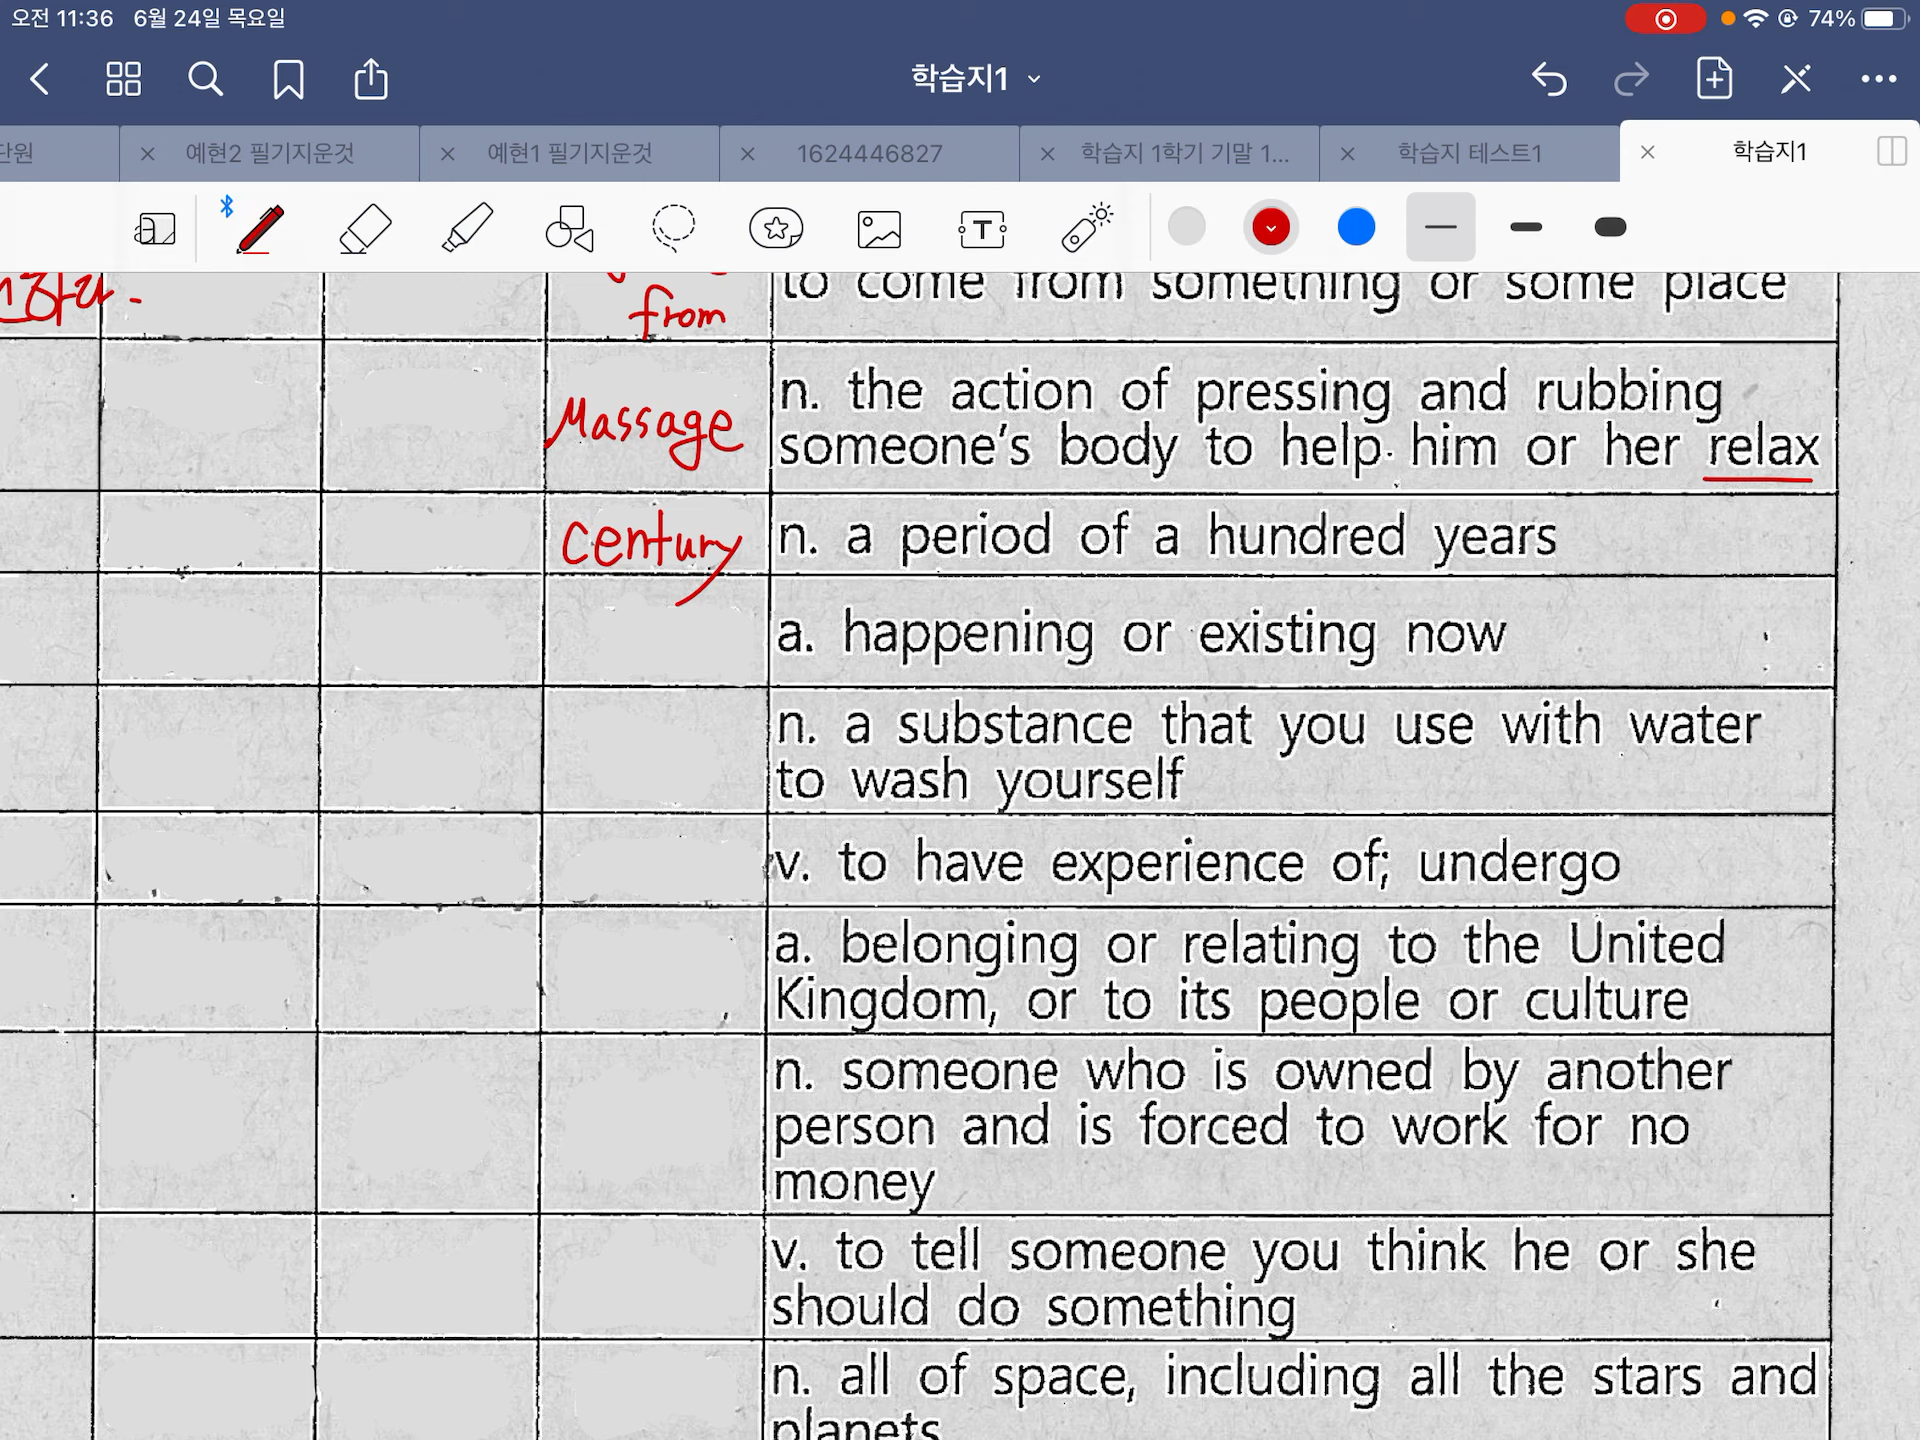 오전 11:36 6월 24일 목요일
74%
학습지1
단원
예현2 필기지운것
예현1 필기지운것
1624446827
학습지 1학기 기말 1...
학습지 테스트1
학습지1
from
to come from something or some place
Massage
n. the action of pressing and rubbing
someone's body to help him or her relax
century
n. a period of a hundred years
a. happening or existing now
n. a substance that you use with water
to wash yourself
v. to have experience of; undergo
a. belonging or relating to the United
Kingdom, or to its people or culture
n. someone who is owned by another
person and is forced to work for no
money
v. to tell someone you think he or she
should do something
n. all of space, including all the stars and
planets